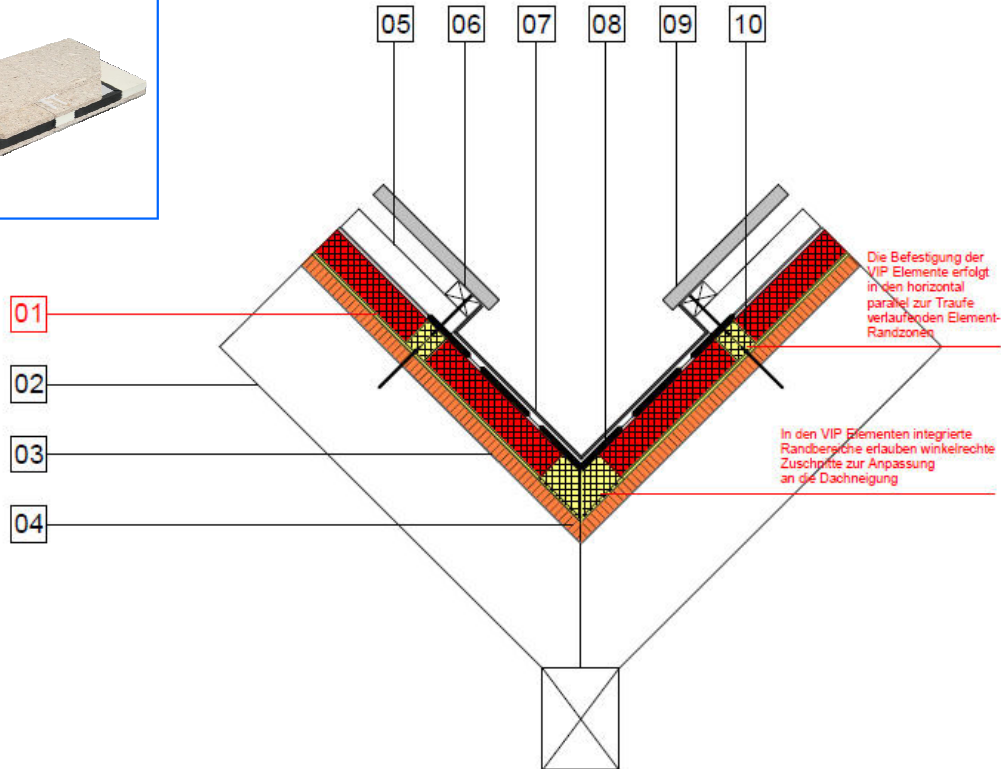 05 06 07 08 09 10
Die Befestigung der
VIP Elemente erfolgt
in den horizontal
parallel zur Traufe
verlaufenden Element-
Randzonen
01
02
In den VIP Elementen integrierte
Randbereiche erlauben winkelrechte
Zuschnitte zur Anpassung
an die Dachneigung
03
04